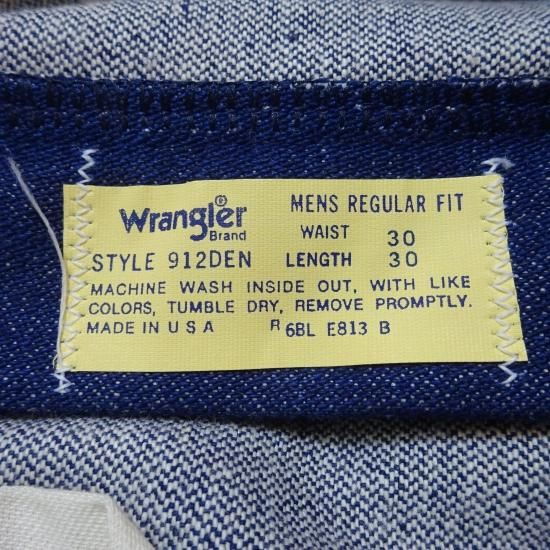 Wrangler® MENS REGULAR FIT
Brand WAIST 30
STYLE 912DEN LENGTH 30
MACHINE WASH INSIDE OUT, WITH LIKE
COLORS, TUMBLE DRY, REMOVE PROMPTLY.
MADE IN U S A R 6BL E813 B